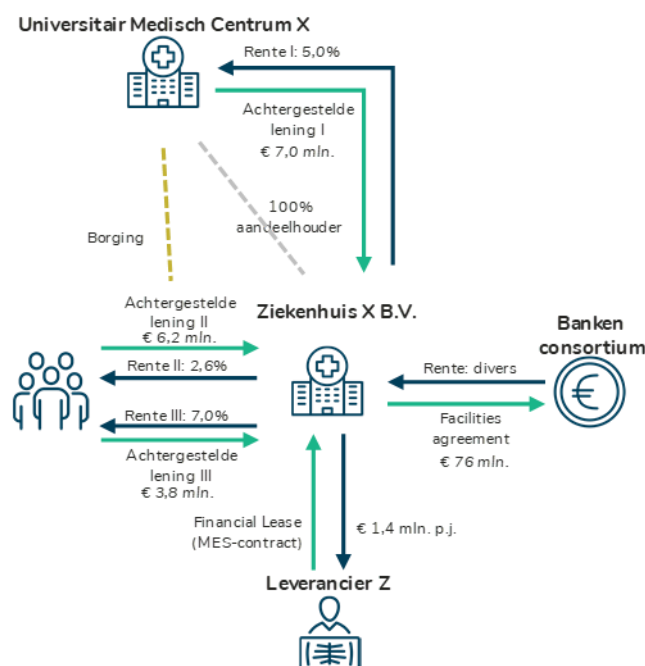 Universitair Medisch Centrum X
Rente I: 5,0%
Achtergestelde
lening I
€ 7,0 mln.
100%
aandeelhouder
Borging
Achtergestelde
lening II
€ 6,2 mln.
Ziekenhuis X B.V.
Banken
consortium
Rente II: 2,6%
Rente: divers
€
Rente III: 7,0%
Facilities
agreement
€ 76 mln.
Achtergestelde
lening III
€ 3,8 mln.
Financial Lease
(MES-contract)
€ 1,4 mln. p.j.
Leverancier Z